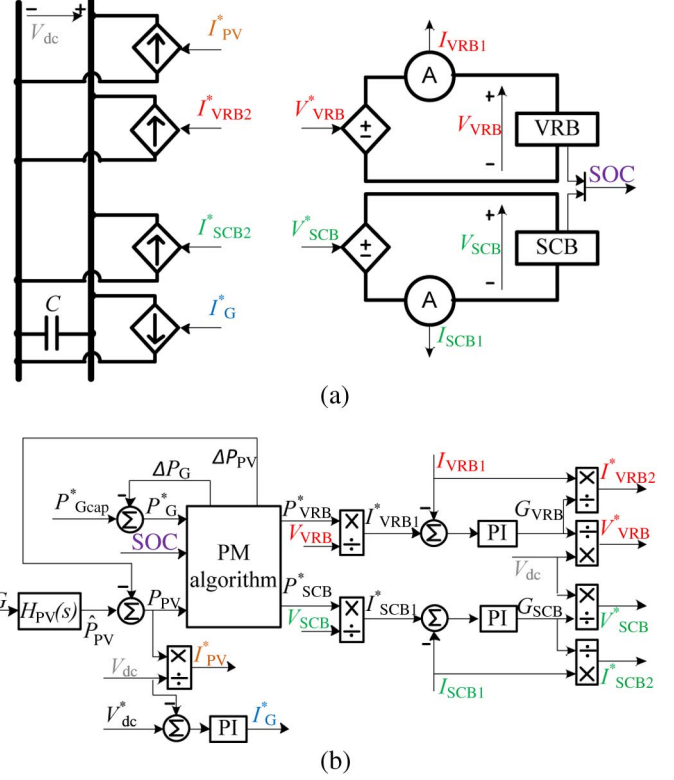 − +
V_dc
I*_PV
I*_VRB2
I*_SCB2
C
I*_G
I_VRB1
A
V*_VRB
±
+
V_VRB
−
VRB
SOC
V*_SCB
±
+
V_SCB
−
SCB
A
I_SCB1
(a)
ΔP_G
ΔP_PV
P*_Gcap
−
Σ
P*_G
SOC
PM
algorithm
G
H_PV(s)
P̂_PV
−
Σ
P_PV
V_dc
×
÷
I*_PV
V*_dc
−
Σ
PI
I*_G
P*_VRB
V_VRB
×
÷
I*_VRB1
I_VRB1
−
Σ
PI
G_VRB
×
÷
I*_VRB2
÷
×
V*_VRB
V_dc
P*_SCB
V_SCB
×
÷
I*_SCB1
Σ
−
PI
G_SCB
×
÷
V*_SCB
÷
×
I*_SCB2
I_SCB1
(b)